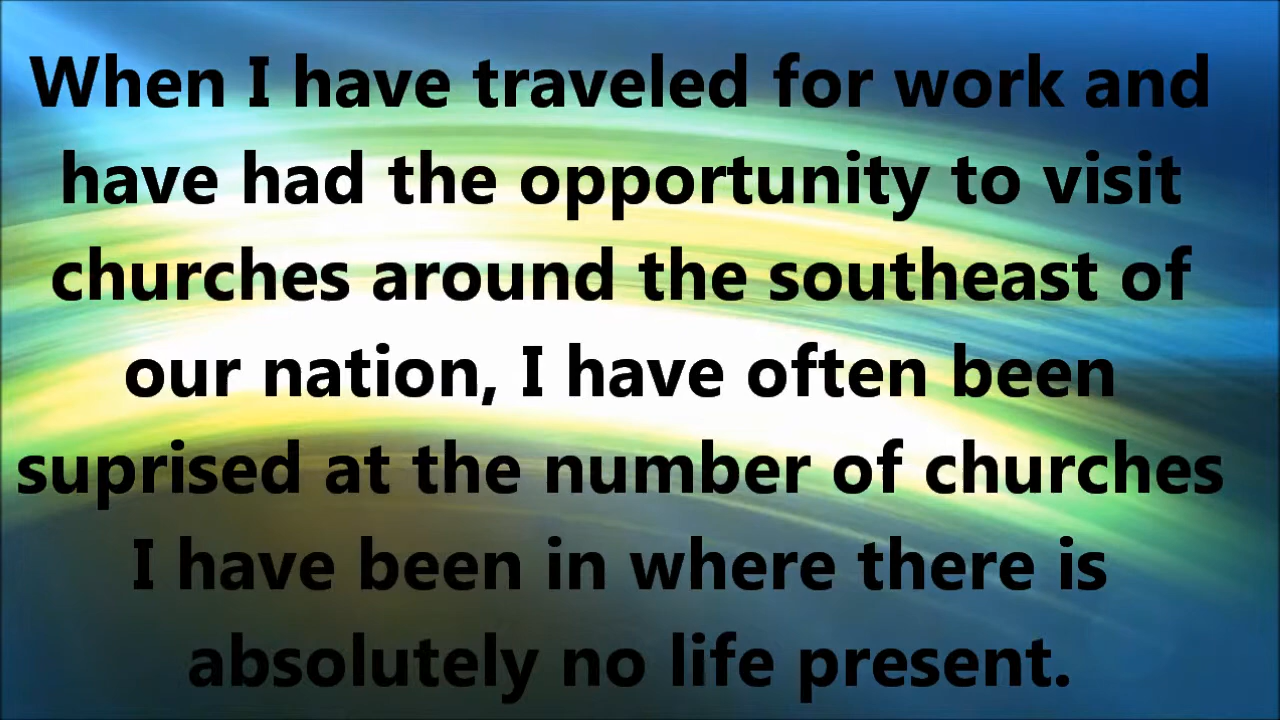 When I have traveled for work and
have had the opportunity to visit
churches around the southeast of
our nation, I have often been
suprised at the number of churches
I have been in where there is
absolutely no life present.